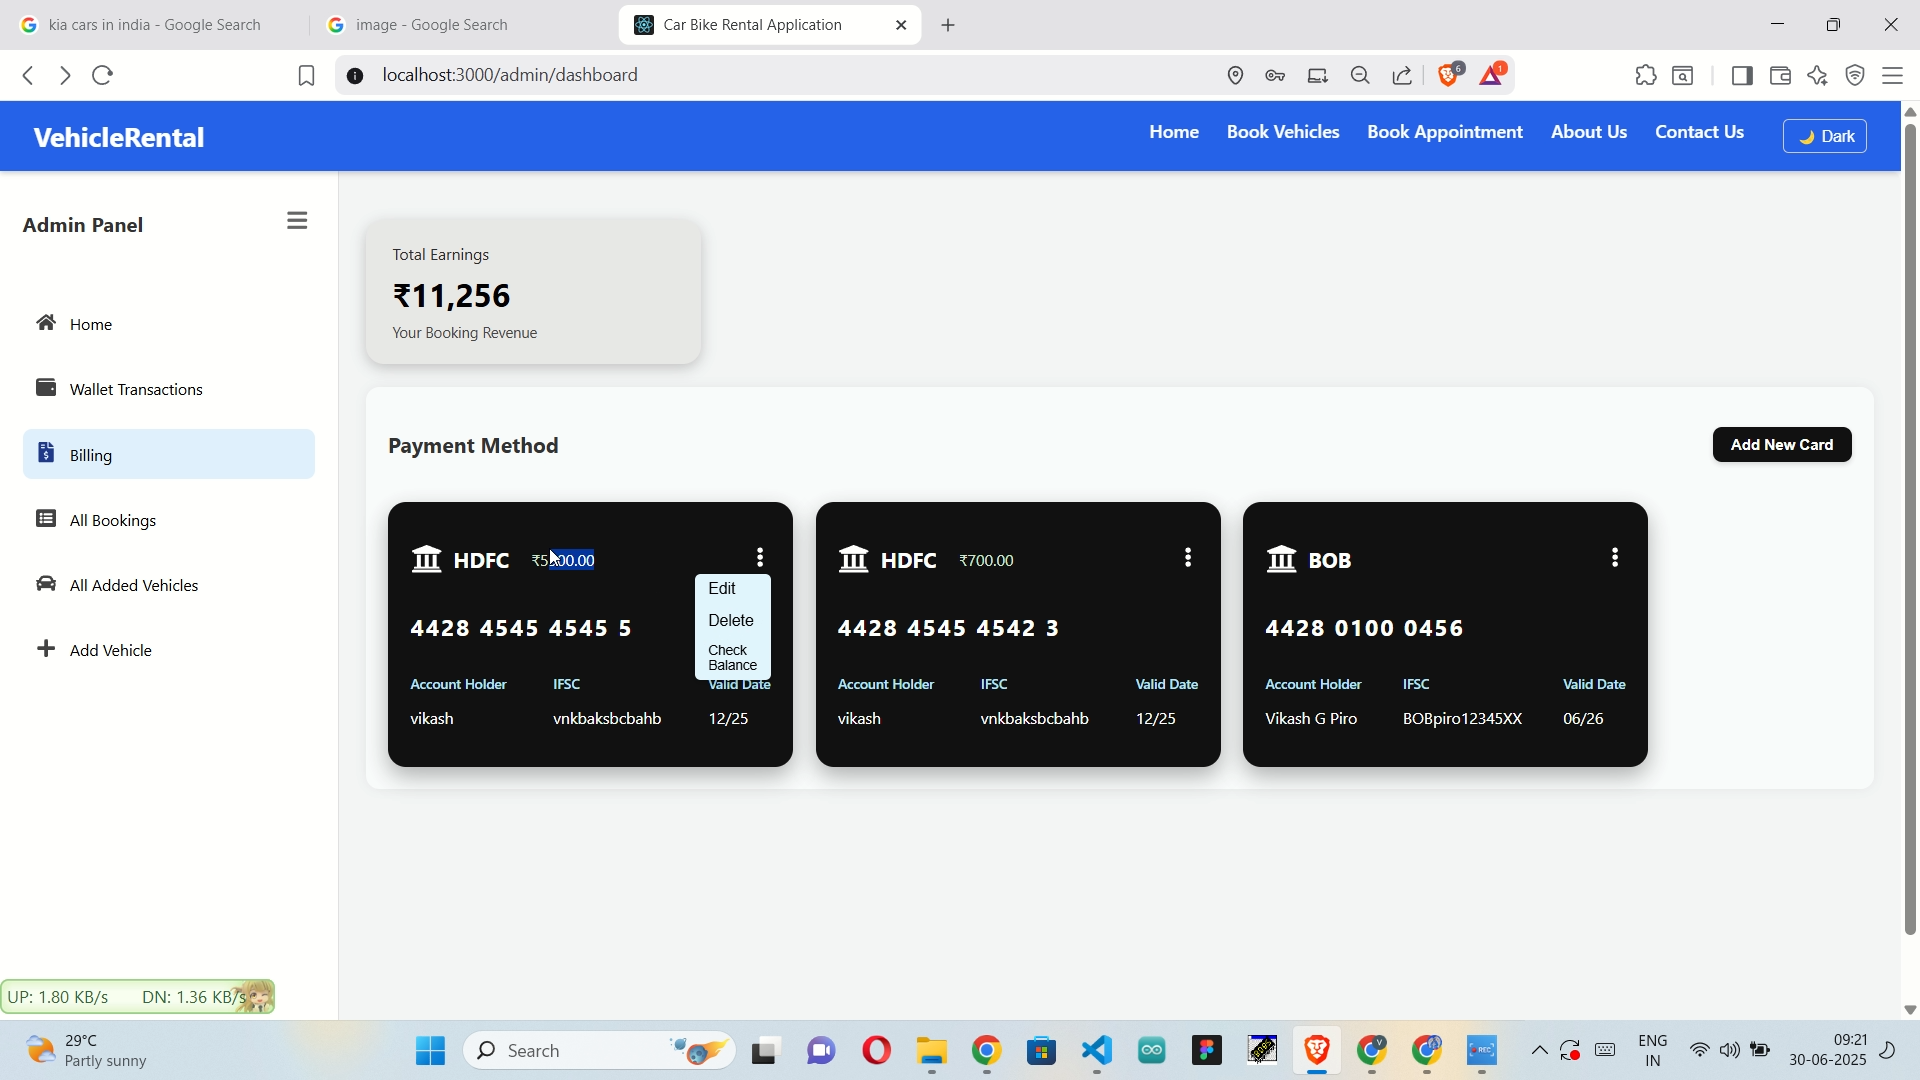 kia cars in india - Google Search
image - Google Search
Car Bike Rental Application
localhost:3000/admin/dashboard
6
1
VehicleRental
Home
Book Vehicles
Book Appointment
About Us
Contact Us
🌙 Dark
Admin Panel
Home
Wallet Transactions
Billing
All Bookings
All Added Vehicles
Add Vehicle
Total Earnings
₹11,256
Your Booking Revenue
Payment Method
Add New Card
HDFC
4428 4545 4545 5
Account Holder IFSC Valid Date
vikash vnkbaksbcbahb 12/25
Edit
Delete
Check
Balance
HDFC ₹700.00
4428 4545 4542 3
Account Holder IFSC Valid Date
vikash vnkbaksbcbahb 12/25
BOB
4428 0100 0456
Account Holder IFSC Valid Date
Vikash G Piro BOBpiro12345XX 06/26
UP: 1.80 KB/s DN: 1.36 KB/s
29°C
Partly sunny
Search
REC
ENG
IN
09:21
30-06-2025